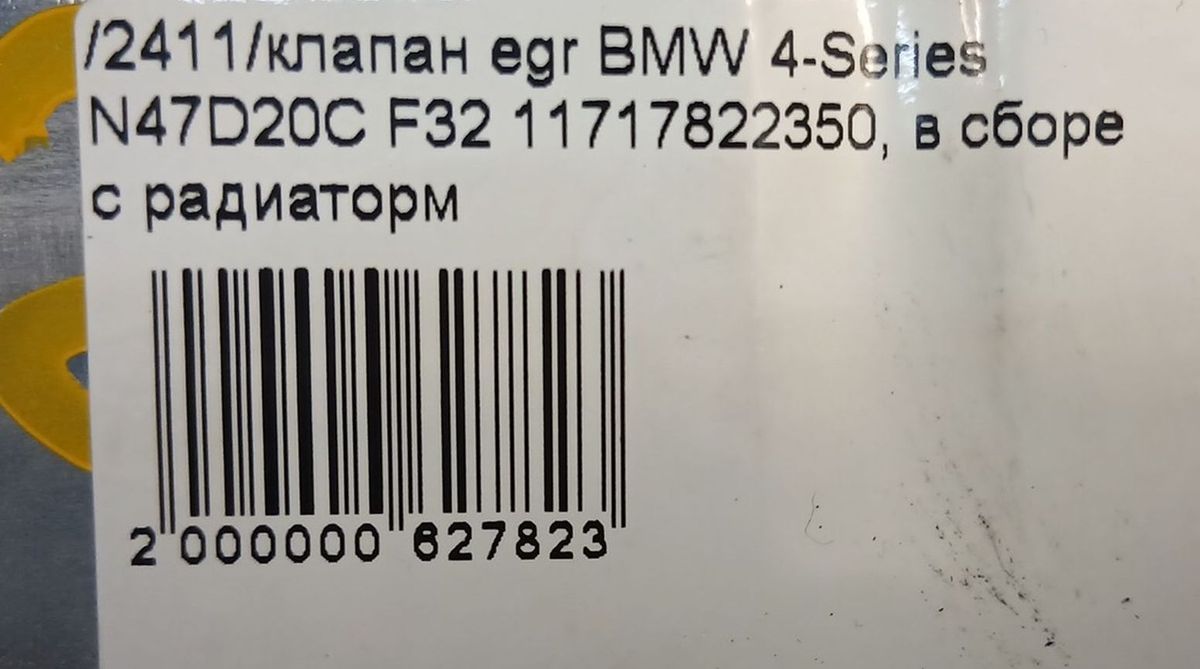 /2411/клапан egr BMW 4-Series
N47D20C F32 11717822350, в сборе
с радиаторм
2 000000 627823